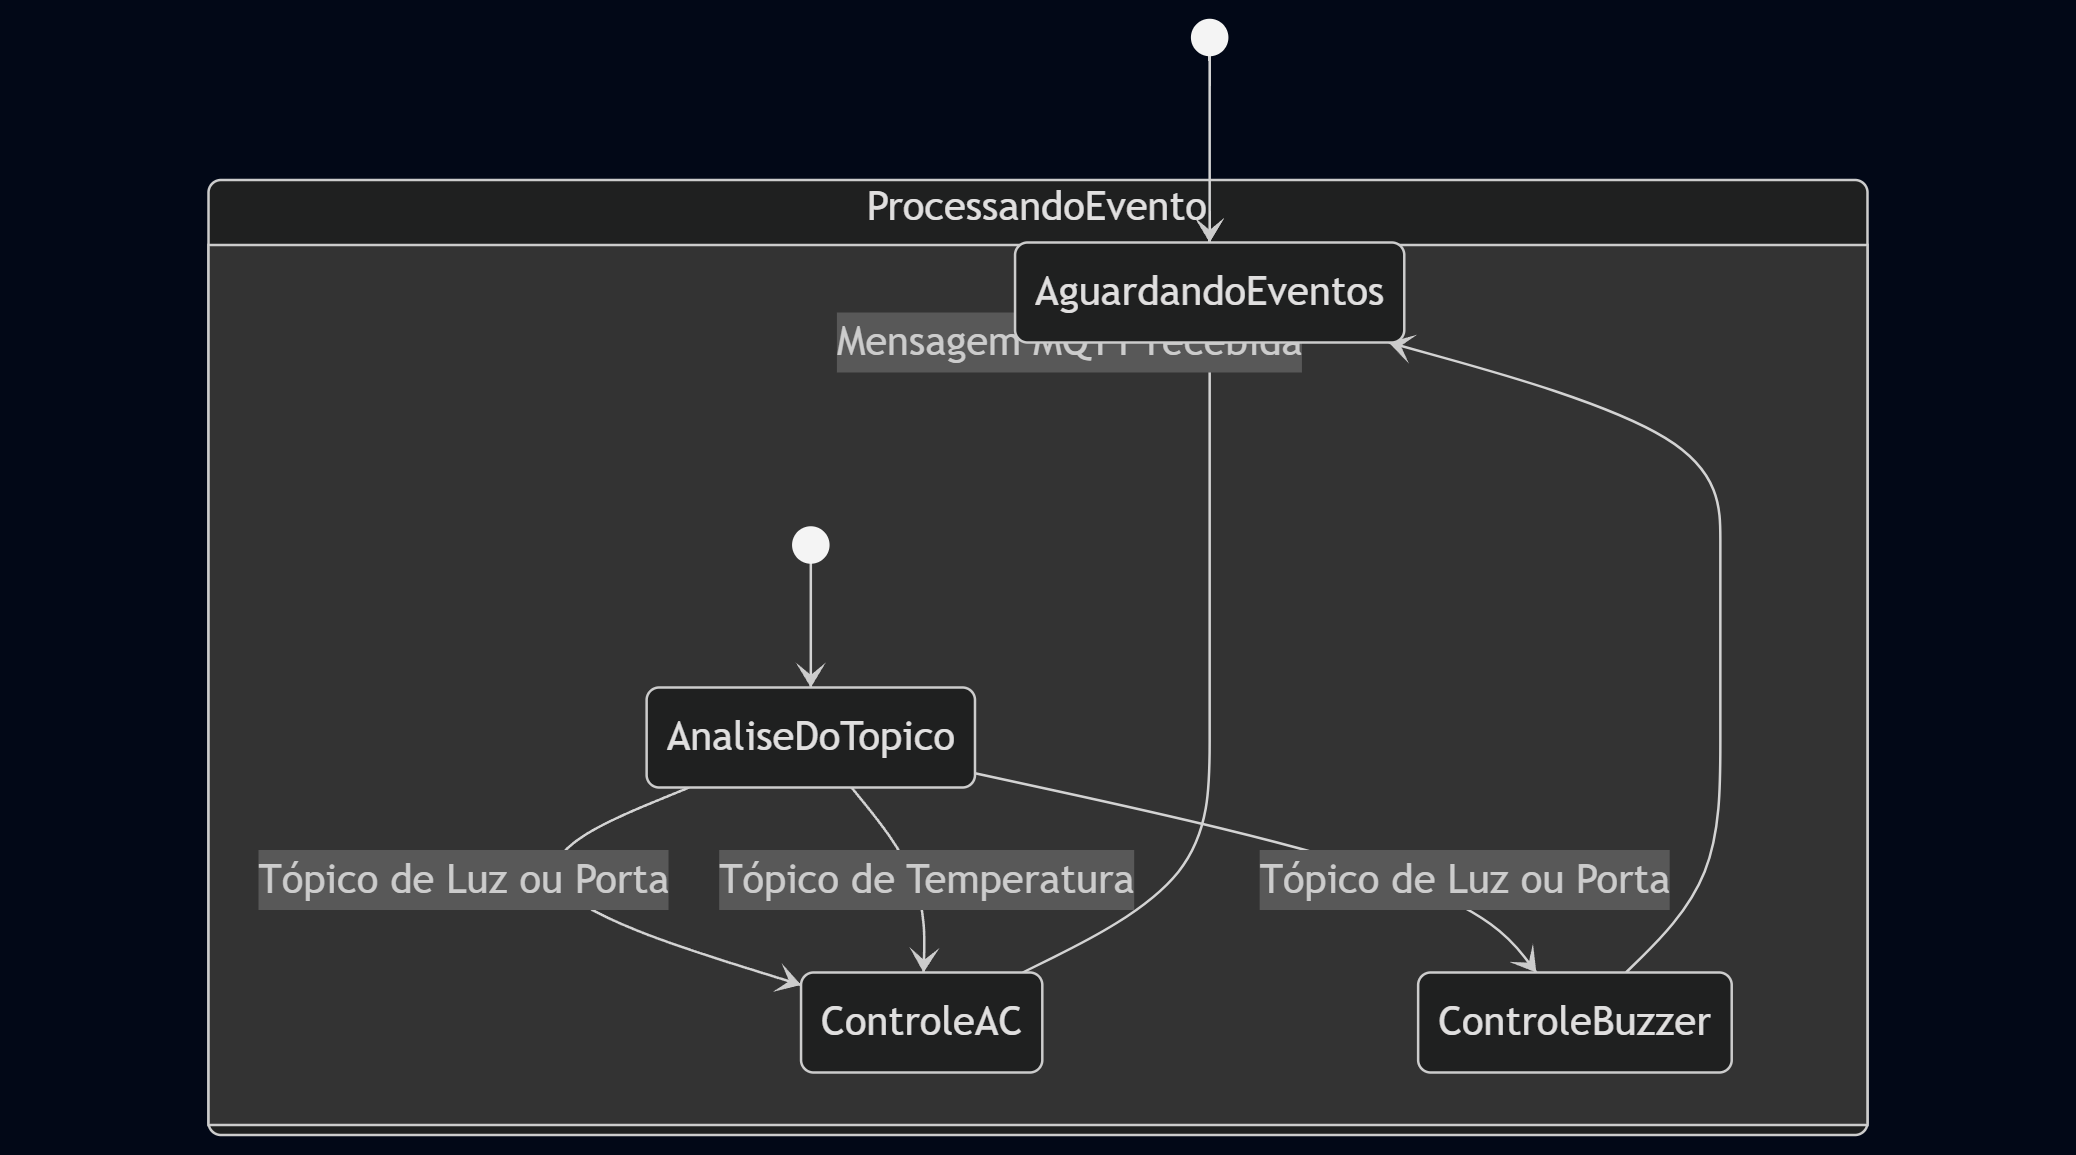 ProcessandoEvento
AguardandoEventos
Mensagem MQTT recebida
AnaliseDoTopico
Tópico de Luz ou Porta
Tópico de Temperatura
Tópico de Luz ou Porta
ControleAC
ControleBuzzer